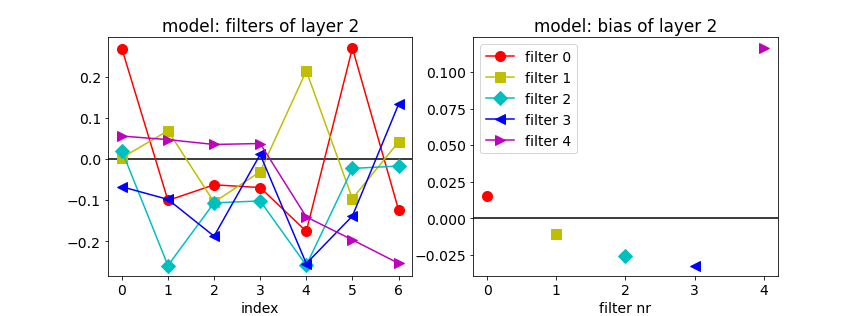 model: filters of layer 2
0.2
0.1
0.0
−0.1
−0.2
0 1 2 3 4 5 6
index
model: bias of layer 2
filter 0
filter 1
filter 2
filter 3
filter 4
0.100
0.075
0.050
0.025
0.000
−0.025
0 1 2 3 4
filter nr